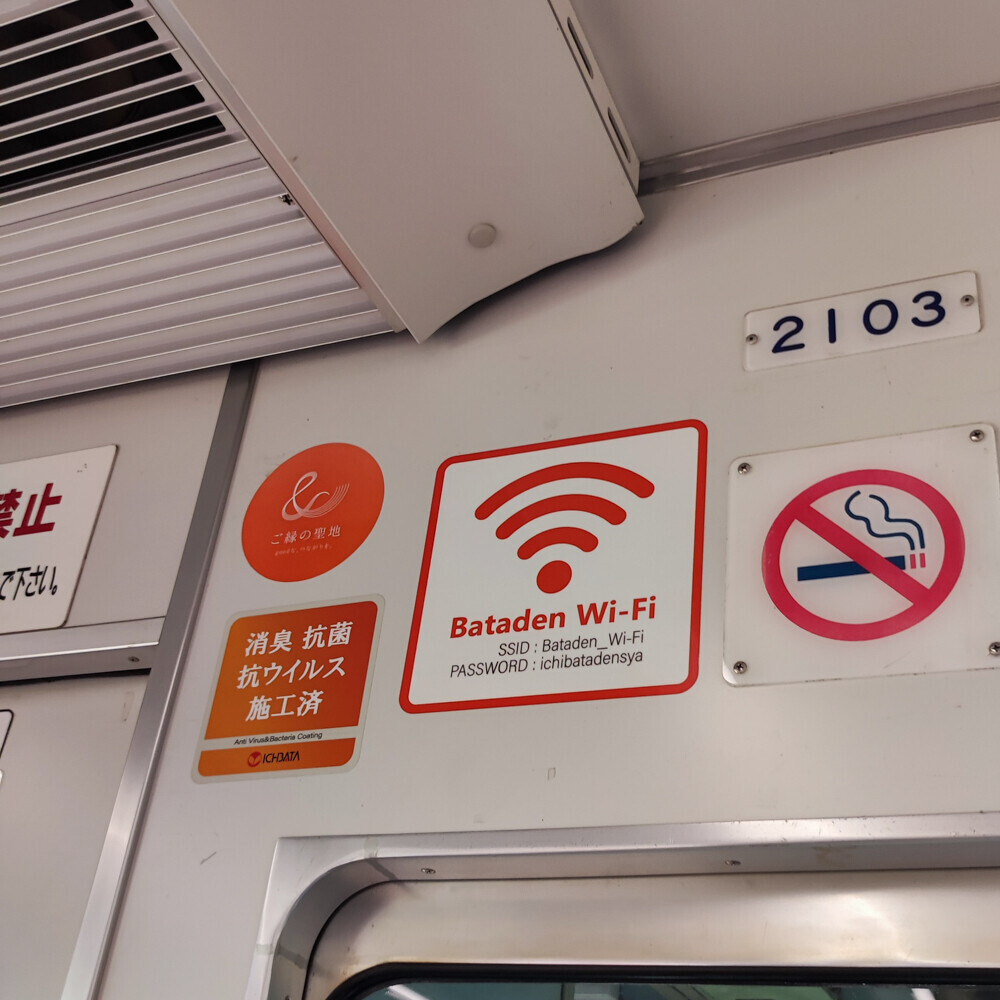 2103
禁止
で下さい。
ご縁の聖地
Bataden Wi-Fi
SSID : Bataden_Wi-Fi
PASSWORD : ichibatadensya
消臭 抗菌
抗ウイルス
施工済
Anti Virus&Bacteria Coating
ICHIBATA